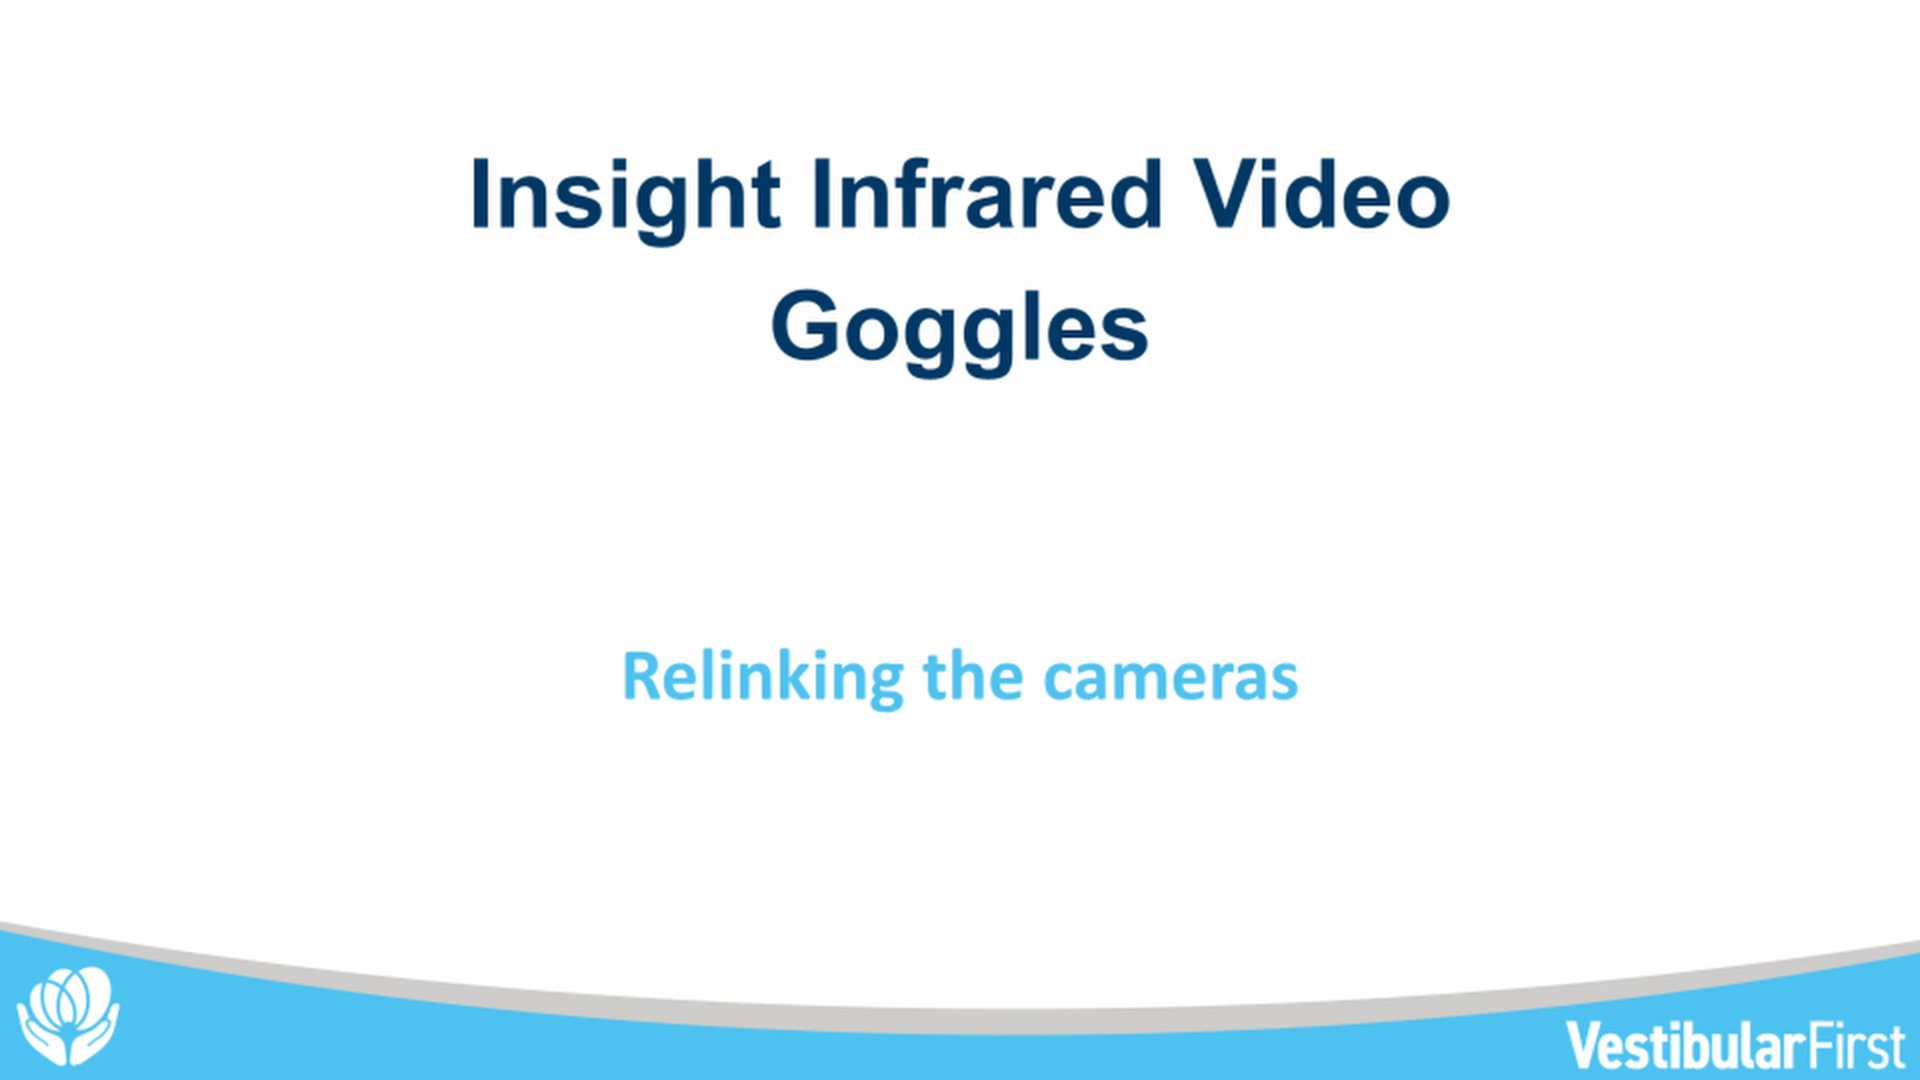 Insight Infrared Video
Goggles
Relinking the cameras
VestibularFirst